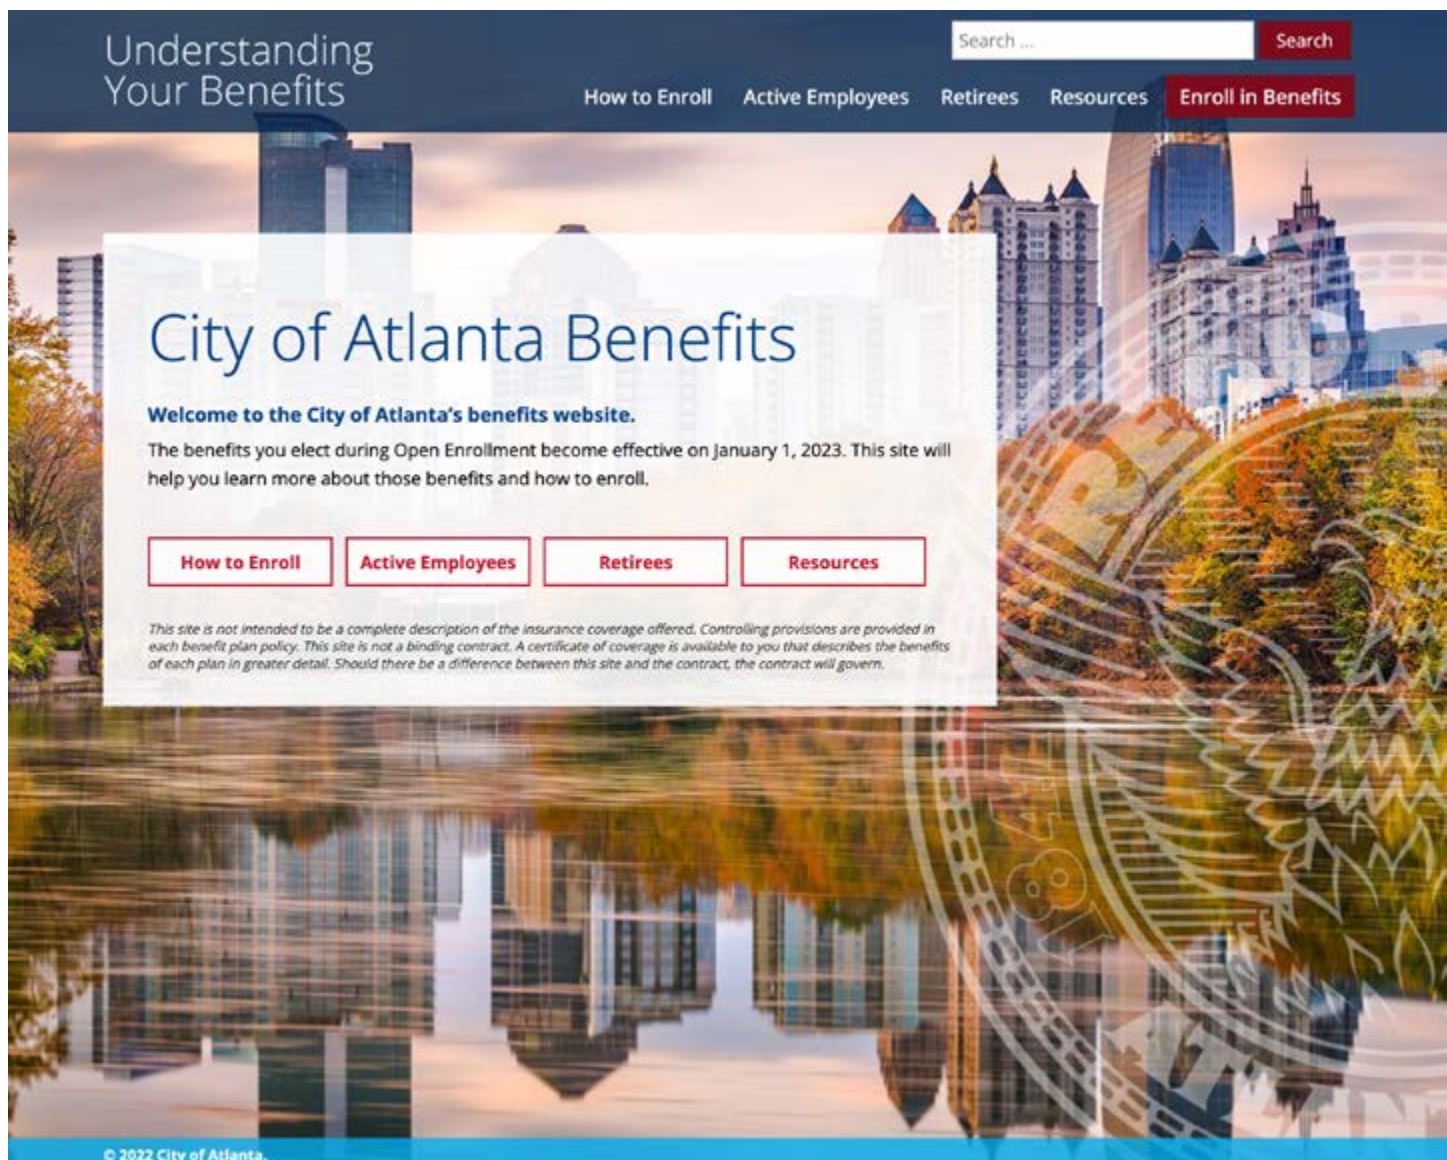 Understanding
Your Benefits
Search ...
Search
How to Enroll
Active Employees
Retirees
Resources
Enroll in Benefits
City of Atlanta Benefits
Welcome to the City of Atlanta's benefits website.
The benefits you elect during Open Enrollment become effective on January 1, 2023. This site will
help you learn more about those benefits and how to enroll.
How to Enroll
Active Employees
Retirees
Resources
This site is not intended to be a complete description of the insurance coverage offered. Controlling provisions are provided in
each benefit plan policy. This site is not a binding contract. A certificate of coverage is available to you that describes the benefits
of each plan in greater detail. Should there be a difference between this site and the contract, the contract will govern.
1847
© 2022 City of Atlanta.